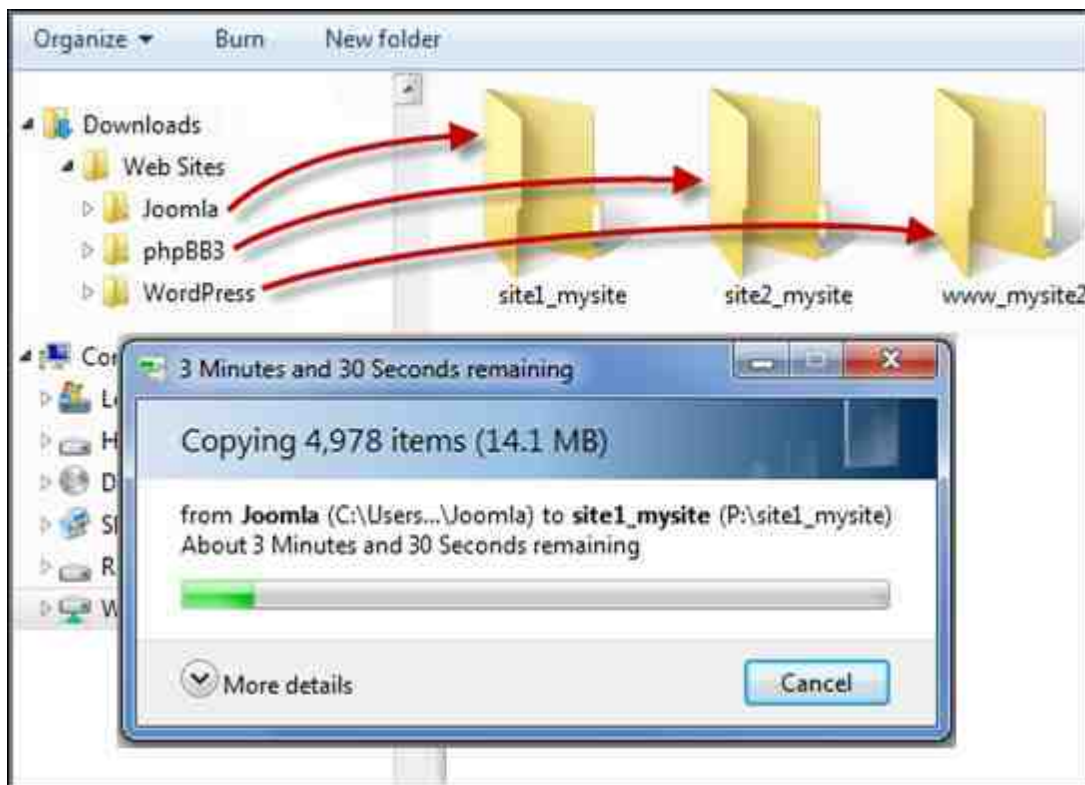 Organize Burn New folder
Downloads
Web Sites
Joomla
phpBB3
WordPress
site1_mysite site2_mysite www_mysite2
Con
L
H
D
S
R
W
3 Minutes and 30 Seconds remaining
Copying 4,978 items (14.1 MB)
from Joomla (C:\Users...\Joomla) to site1_mysite (P:\site1_mysite)
About 3 Minutes and 30 Seconds remaining
More details
Cancel